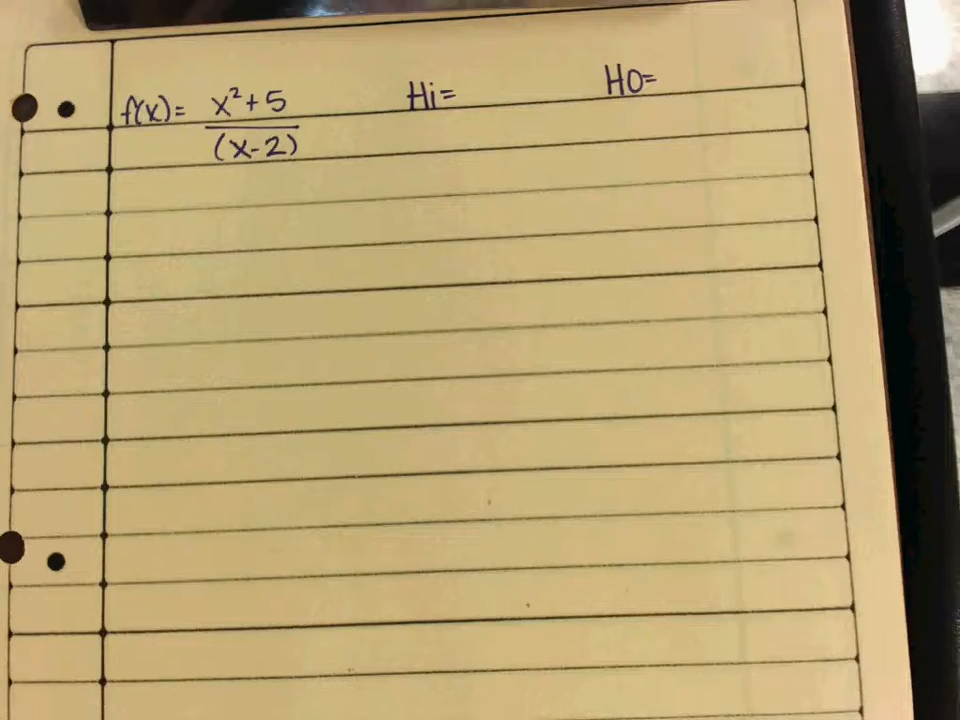 f(x)= x²+5 Hi= HO=
(x-2)